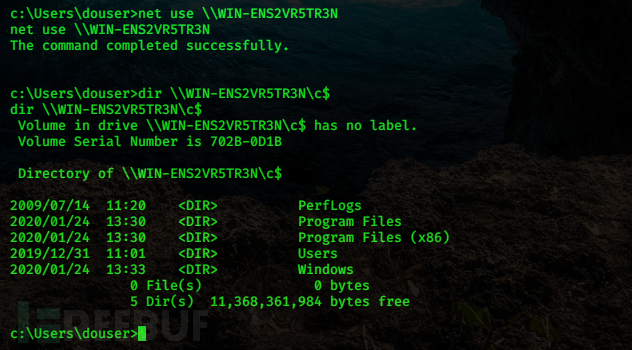 c:\Users\douser>net use \\WIN-ENS2VR5TR3N
net use \\WIN-ENS2VR5TR3N
The command completed successfully.
c:\Users\douser>dir \\WIN-ENS2VR5TR3N\c$
dir \\WIN-ENS2VR5TR3N\c$
 Volume in drive \\WIN-ENS2VR5TR3N\c$ has no label.
 Volume Serial Number is 702B-0D1B
 Directory of \\WIN-ENS2VR5TR3N\c$
2009/07/14  11:20    <DIR>          PerfLogs
2020/01/24  13:30    <DIR>          Program Files
2020/01/24  13:30    <DIR>          Program Files (x86)
2019/12/31  11:01    <DIR>          Users
2020/01/24  13:33    <DIR>          Windows
               0 File(s)              0 bytes
               5 Dir(s)  11,368,361,984 bytes free
c:\Users\douser>